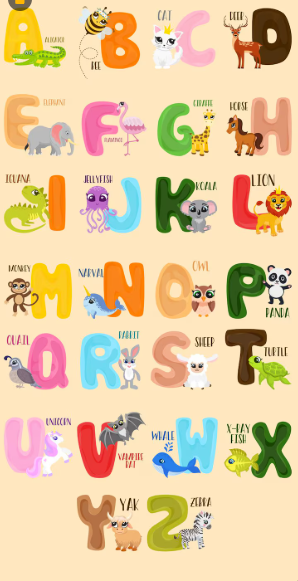 A
ALLIGATOR
B
BEE
C
CAT
D
DEER
E
ELEPHANT
F
FLAMINGO
G
GIRAFFE
H
HORSE
I
IGUANA
J
JELLYFISH
K
KOALA
L
LION
M
MONKEY
N
NARVAL
O
OWL
P
PANDA
Q
QUAIL
R
RABBIT
S
SHEEP
T
TURTLE
U
UNICORN
V
VAMPIRE
BAT
W
WHALE
X
X-RAY
FISH
Y
YAK
Z
ZEBRA